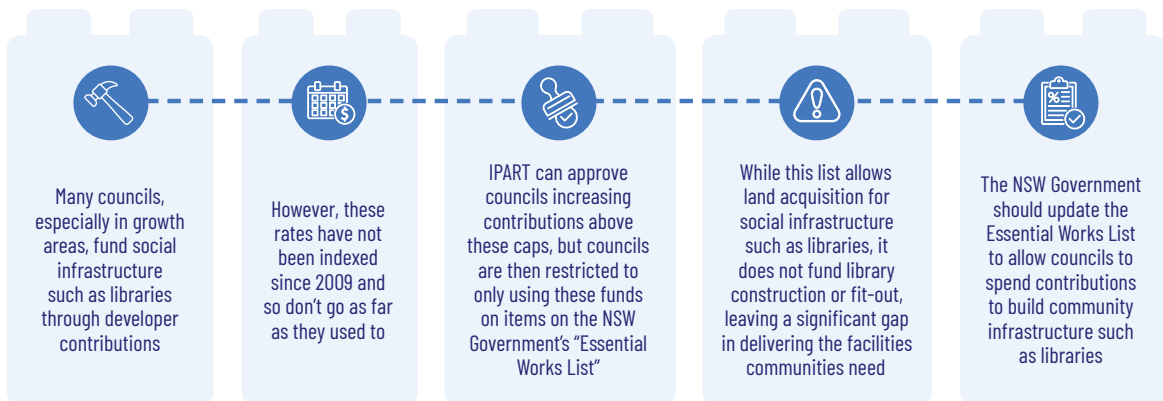 Many councils,
especially in growth
areas, fund social
infrastructure
such as libraries
through developer
contributions
However, these
rates have not
been indexed
since 2009 and
so don't go as far
as they used to
IPART can approve
councils increasing
contributions above
these caps, but councils
are then restricted to
only using these funds
on items on the NSW
Government's "Essential
Works List"
While this list allows
land acquisition for
social infrastructure
such as libraries, it
does not fund library
construction or fit-out,
leaving a significant gap
in delivering the facilities
communities need
The NSW Government
should update the
Essential Works List
to allow councils to
spend contributions
to build community
infrastructure such
as libraries